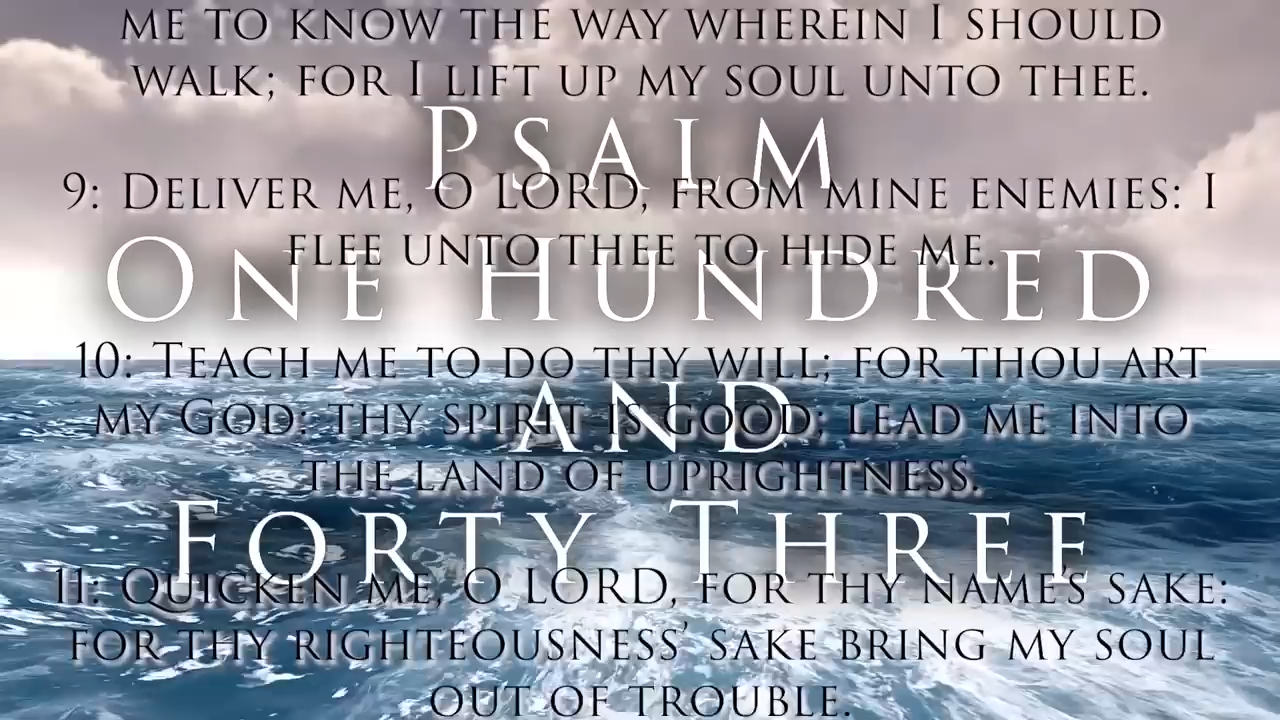 ME TO KNOW THE WAY WHEREIN I SHOULD
WALK; FOR I LIFT UP MY SOUL UNTO THEE.
PSALM
9: DELIVER ME, O LORD, FROM MINE ENEMIES: I
FLEE UNTO THEE TO HIDE ME.
ONE HUNDRED
10: TEACH ME TO DO THY WILL; FOR THOU ART
AND
MY GOD: THY SPIRIT IS GOOD; LEAD ME INTO
THE LAND OF UPRIGHTNESS.
FORTY THREE
11: QUICKEN ME, O LORD, FOR THY NAME'S SAKE:
FOR THY RIGHTEOUSNESS' SAKE BRING MY SOUL
OUT OF TROUBLE.